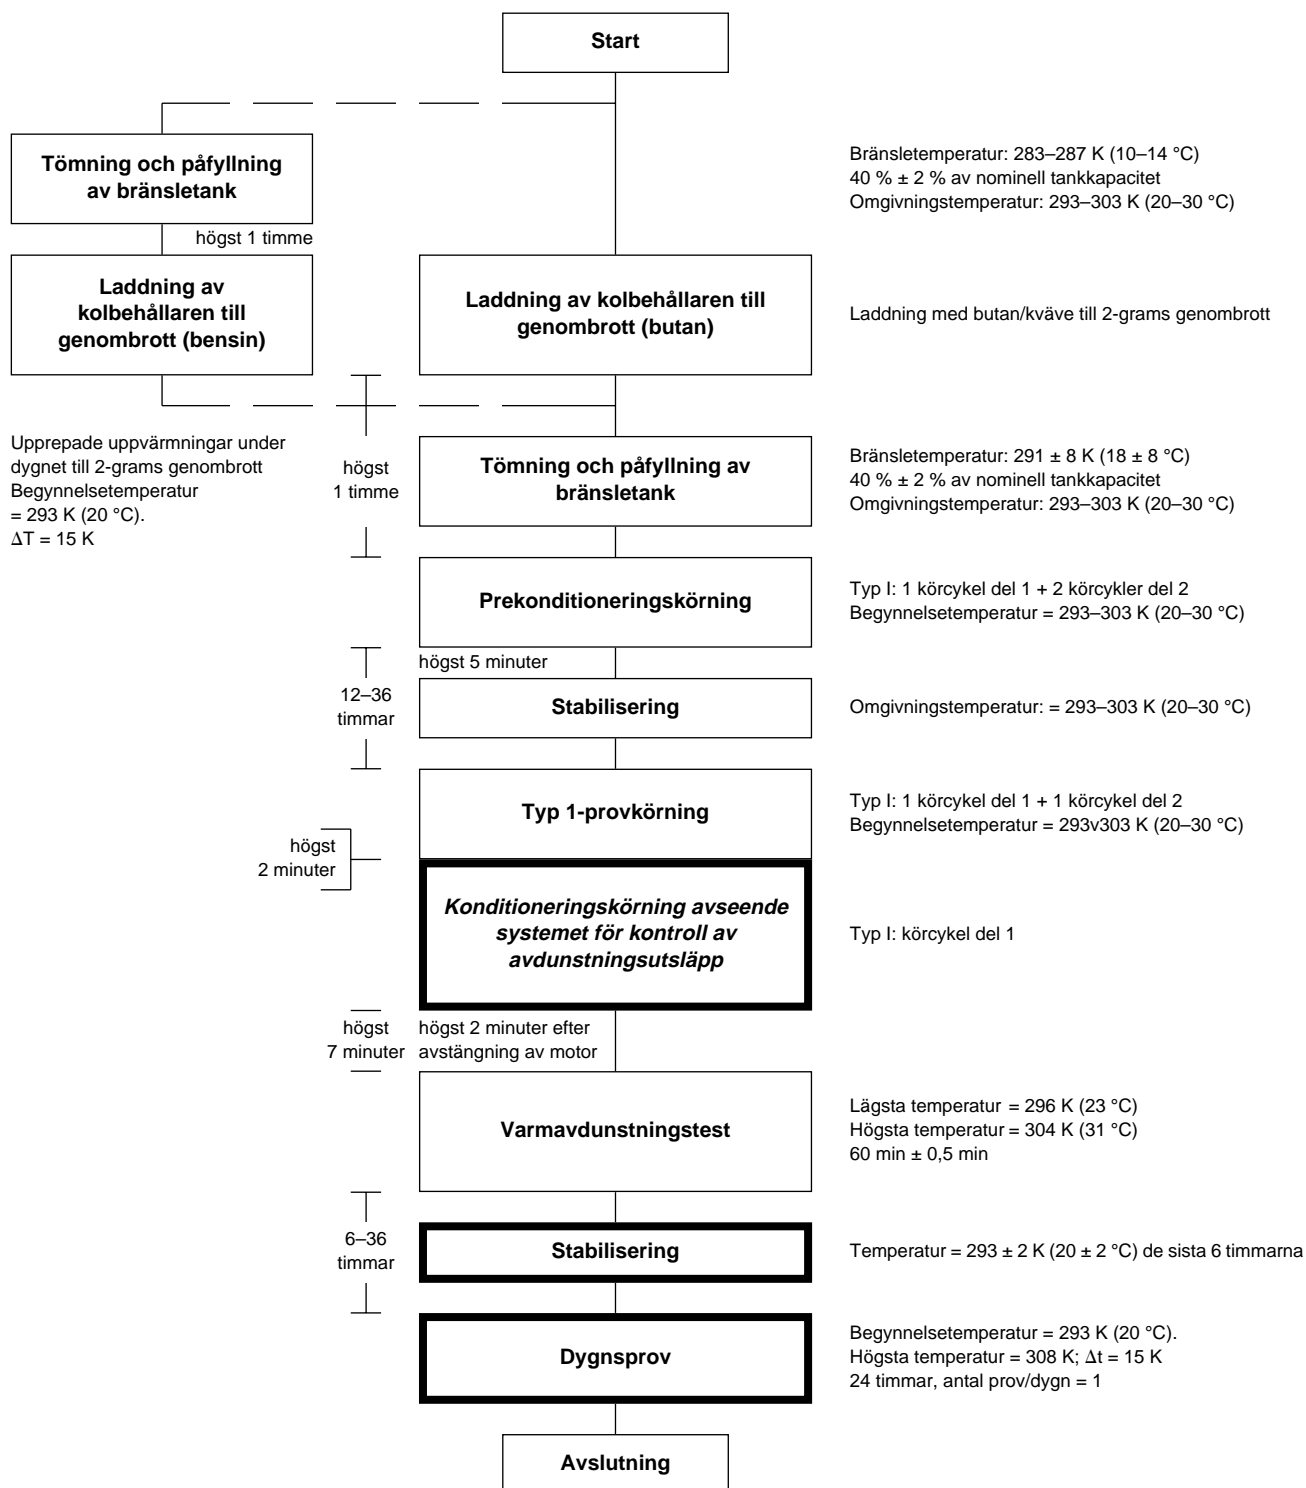 Start
Tömning och påfyllning
av bränsletank
Bränsletemperatur: 283–287 K (10–14 °C)
40 % ± 2 % av nominell tankkapacitet
Omgivningstemperatur: 293–303 K (20–30 °C)
högst 1 timme
Laddning av
kolbehållaren till
genombrott (bensin)
Laddning av kolbehållaren till
genombrott (butan)
Laddning med butan/kväve till 2-grams genombrott
Upprepade uppvärmningar under
dygnet till 2-grams genombrott
Begynnelsetemperatur
= 293 K (20 °C).
ΔT = 15 K
högst
1 timme
Tömning och påfyllning av
bränsletank
Bränsletemperatur: 291 ± 8 K (18 ± 8 °C)
40 % ± 2 % av nominell tankkapacitet
Omgivningstemperatur: 293–303 K (20–30 °C)
Prekonditioneringskörning
Typ I: 1 körcykel del 1 + 2 körcykler del 2
Begynnelsetemperatur = 293–303 K (20–30 °C)
högst 5 minuter
12–36
timmar
Stabilisering
Omgivningstemperatur: = 293–303 K (20–30 °C)
Typ 1-provkörning
Typ I: 1 körcykel del 1 + 1 körcykel del 2
Begynnelsetemperatur = 293v303 K (20–30 °C)
högst
2 minuter
Konditioneringskörning avseende
systemet för kontroll av
avdunstningsutsläpp
Typ I: körcykel del 1
högst
7 minuter
högst 2 minuter efter
avstängning av motor
Varmavdunstningstest
Lägsta temperatur = 296 K (23 °C)
Högsta temperatur = 304 K (31 °C)
60 min ± 0,5 min
6–36
timmar
Stabilisering
Temperatur = 293 ± 2 K (20 ± 2 °C) de sista 6 timmarna
Dygnsprov
Begynnelsetemperatur = 293 K (20 °C).
Högsta temperatur = 308 K; Δt = 15 K
24 timmar, antal prov/dygn = 1
Avslutning